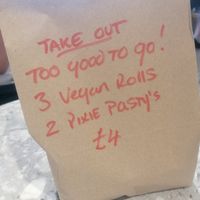 TAKE OUT
TOO GOOD TO GO!
3 Vegan Rolls
2 PIXIE PASTY'S
£4